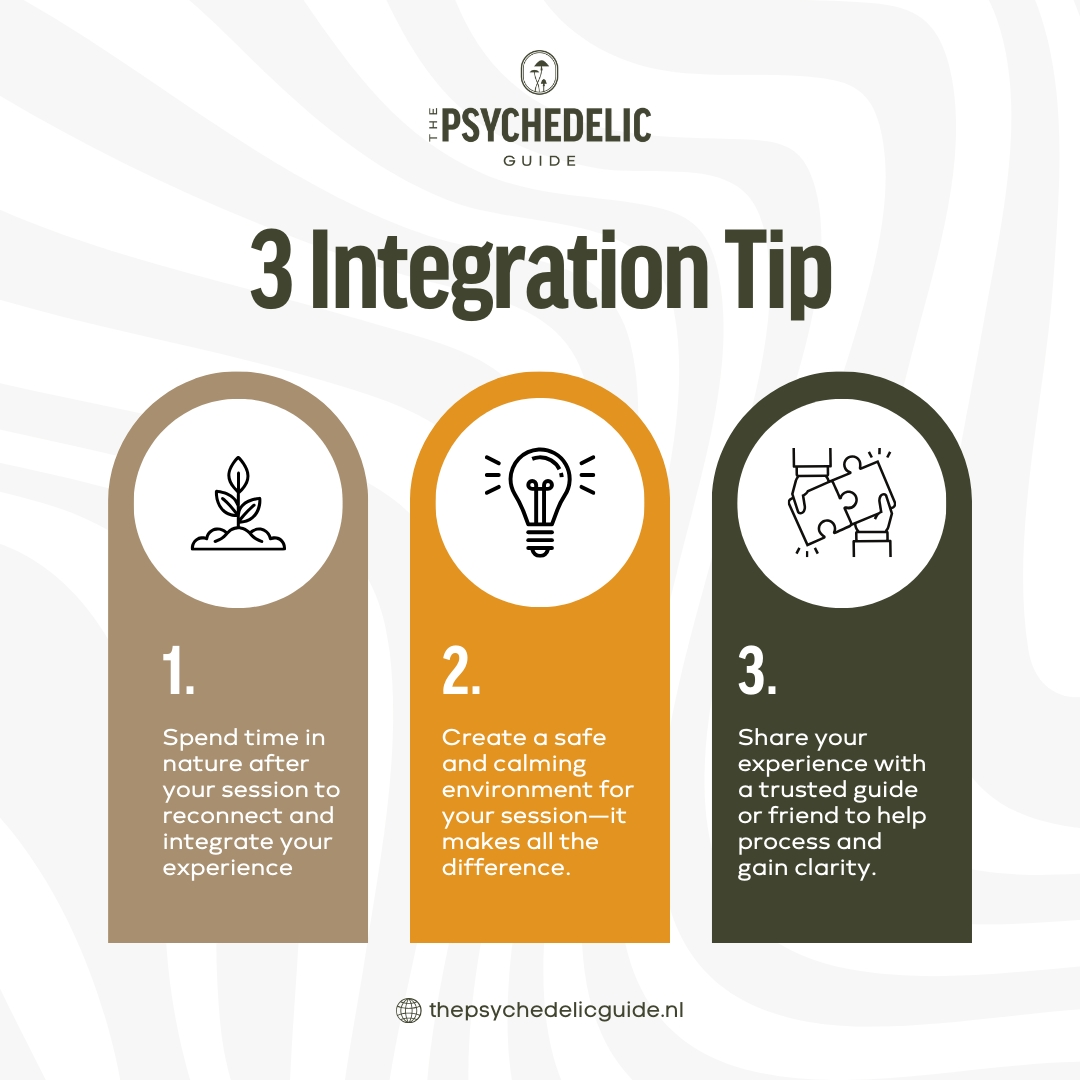 THE PSYCHEDELIC
GUIDE
3 Integration Tip
1.
Spend time in
nature after
your session to
reconnect and
integrate your
experience
2.
Create a safe
and calming
environment for
your session—it
makes all the
difference.
3.
Share your
experience with
a trusted guide
or friend to help
process and
gain clarity.
thepsychedelicguide.nl